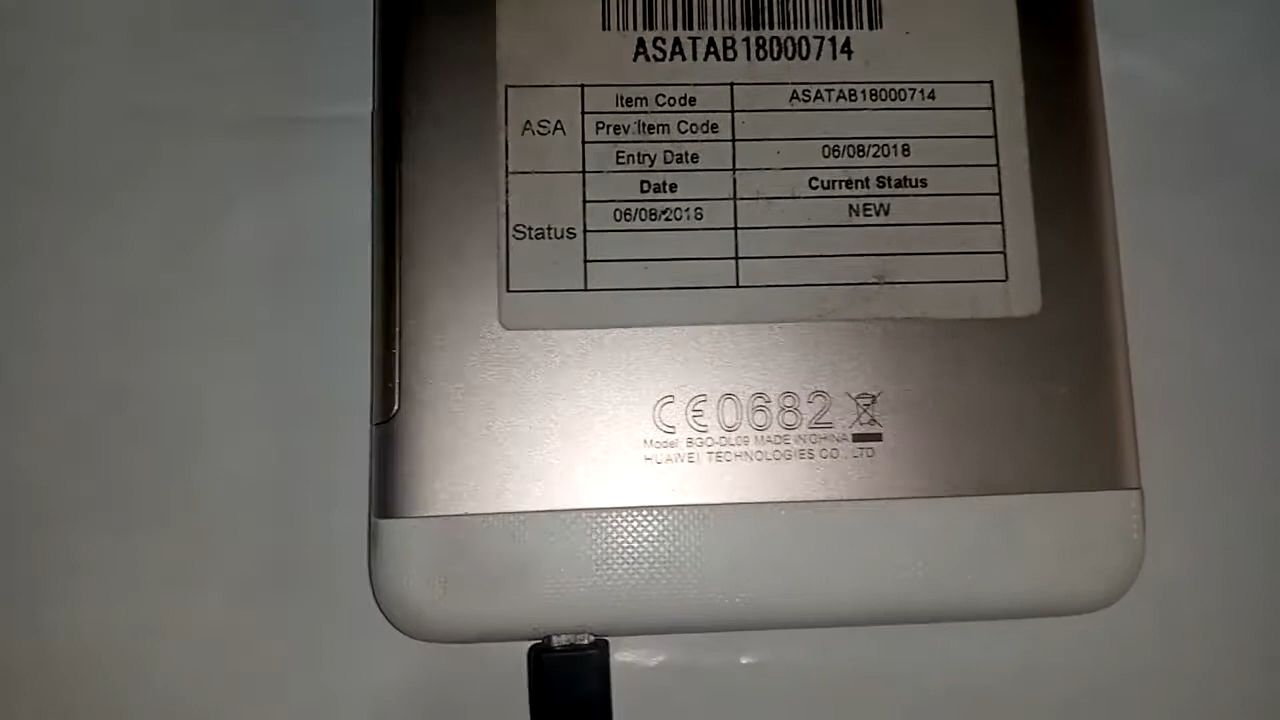 ASATAB18000714
ASA
Item Code ASATAB18000714
Prev. Item Code
Entry Date 06/08/2018
Status
Date Current Status
06/08/2018 NEW
CE0682
Model: BGO-DL09 MADE IN CHINA
HUAWEI TECHNOLOGIES CO., LTD.